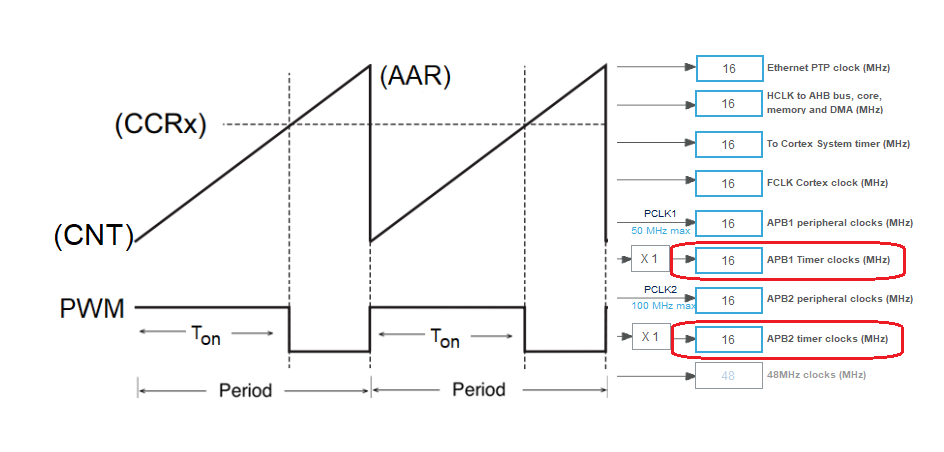 (AAR)
(CCRx)
(CNT)
PWM
Ton
Ton
Period
Period
16 Ethernet PTP clock (MHz)
16 HCLK to AHB bus, core,
memory and DMA (MHz)
16 To Cortex System timer (MHz)
16 FCLK Cortex clock (MHz)
PCLK1
50 MHz max
16 APB1 peripheral clocks (MHz)
X 1 16 APB1 Timer clocks (MHz)
PCLK2
100 MHz max
16 APB2 peripheral clocks (MHz)
X 1 16 APB2 timer clocks (MHz)
48 48MHz clocks (MHz)